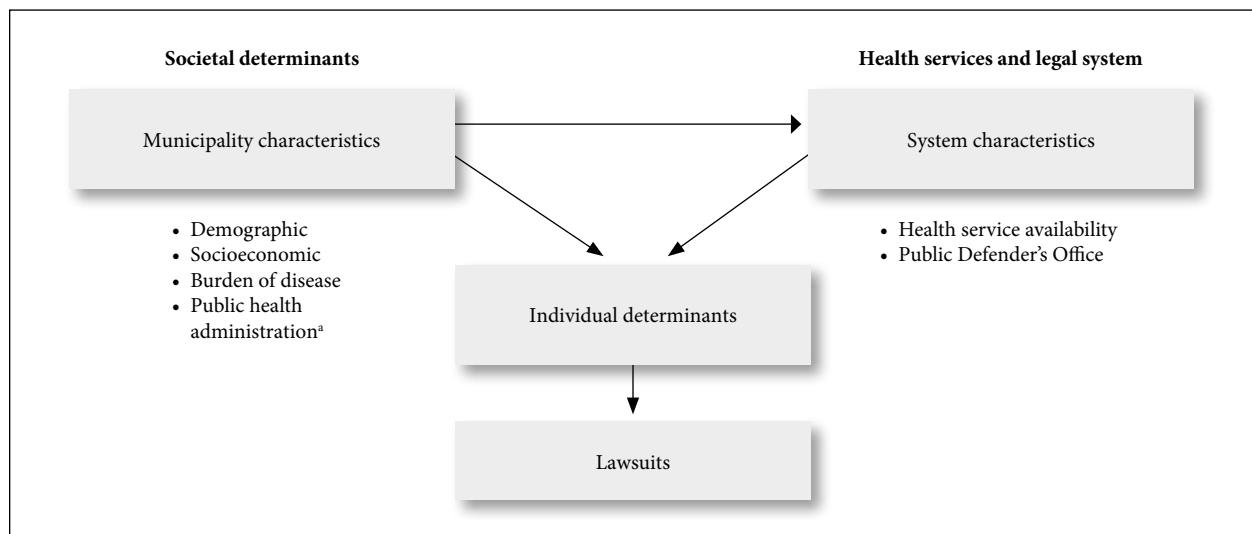 Societal determinants
Municipality characteristics
• Demographic
• Socioeconomic
• Burden of disease
• Public health
administrationᵃ
Health services and legal system
System characteristics
• Health service availability
• Public Defender’s Office
Individual determinants
Lawsuits